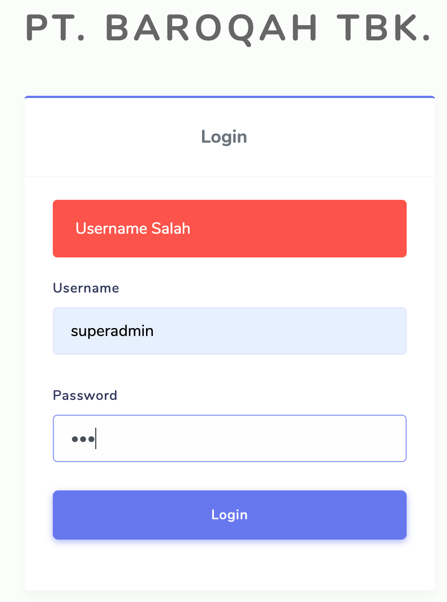 PT. BAROQAH TBK.
Login
Username Salah
Username
superadmin
Password
•••
Login